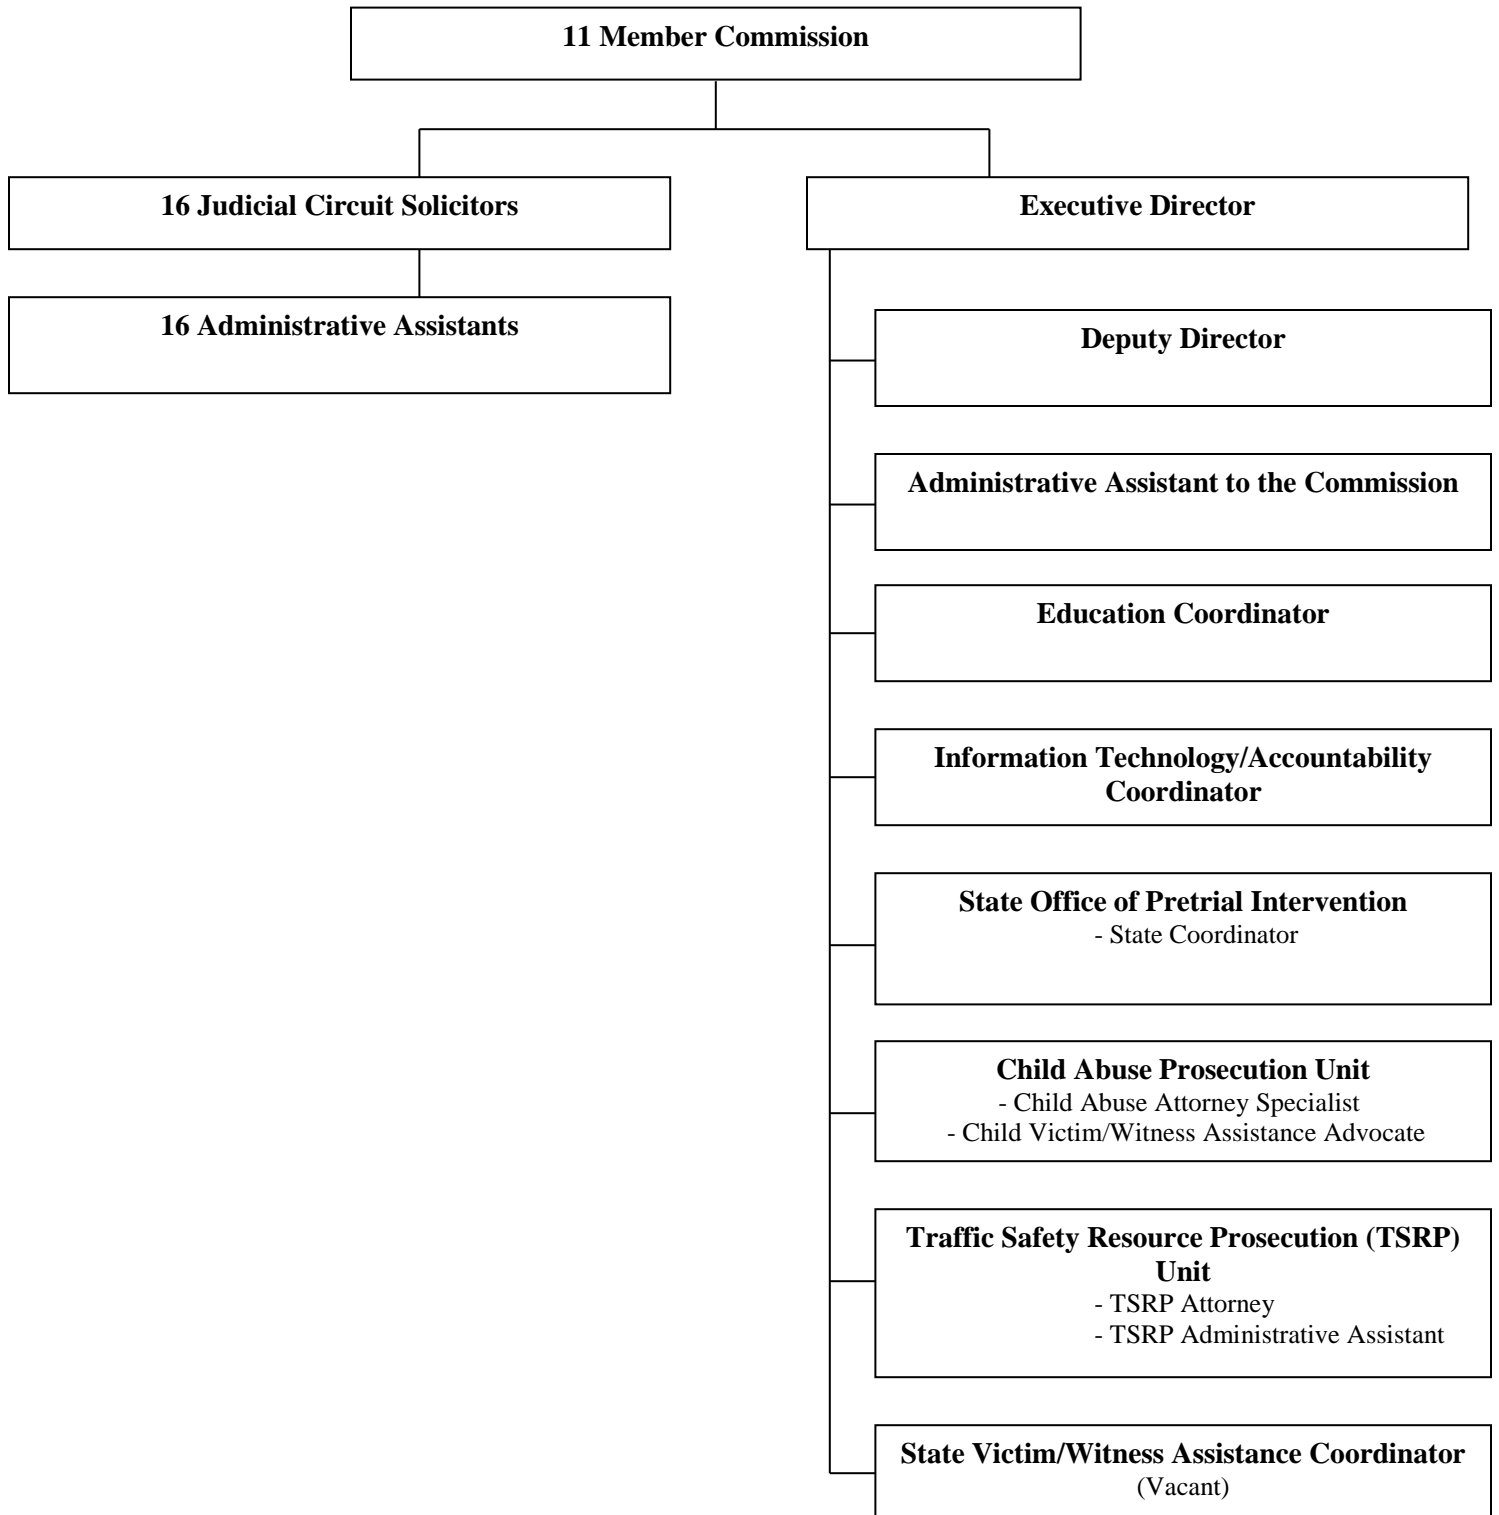 11 Member Commission
16 Judicial Circuit Solicitors
Executive Director
16 Administrative Assistants
Deputy Director
Administrative Assistant to the Commission
Education Coordinator
Information Technology/Accountability
Coordinator
State Office of Pretrial Intervention
- State Coordinator
Child Abuse Prosecution Unit
- Child Abuse Attorney Specialist
- Child Victim/Witness Assistance Advocate
Traffic Safety Resource Prosecution (TSRP)
Unit
- TSRP Attorney
- TSRP Administrative Assistant
State Victim/Witness Assistance Coordinator
(Vacant)